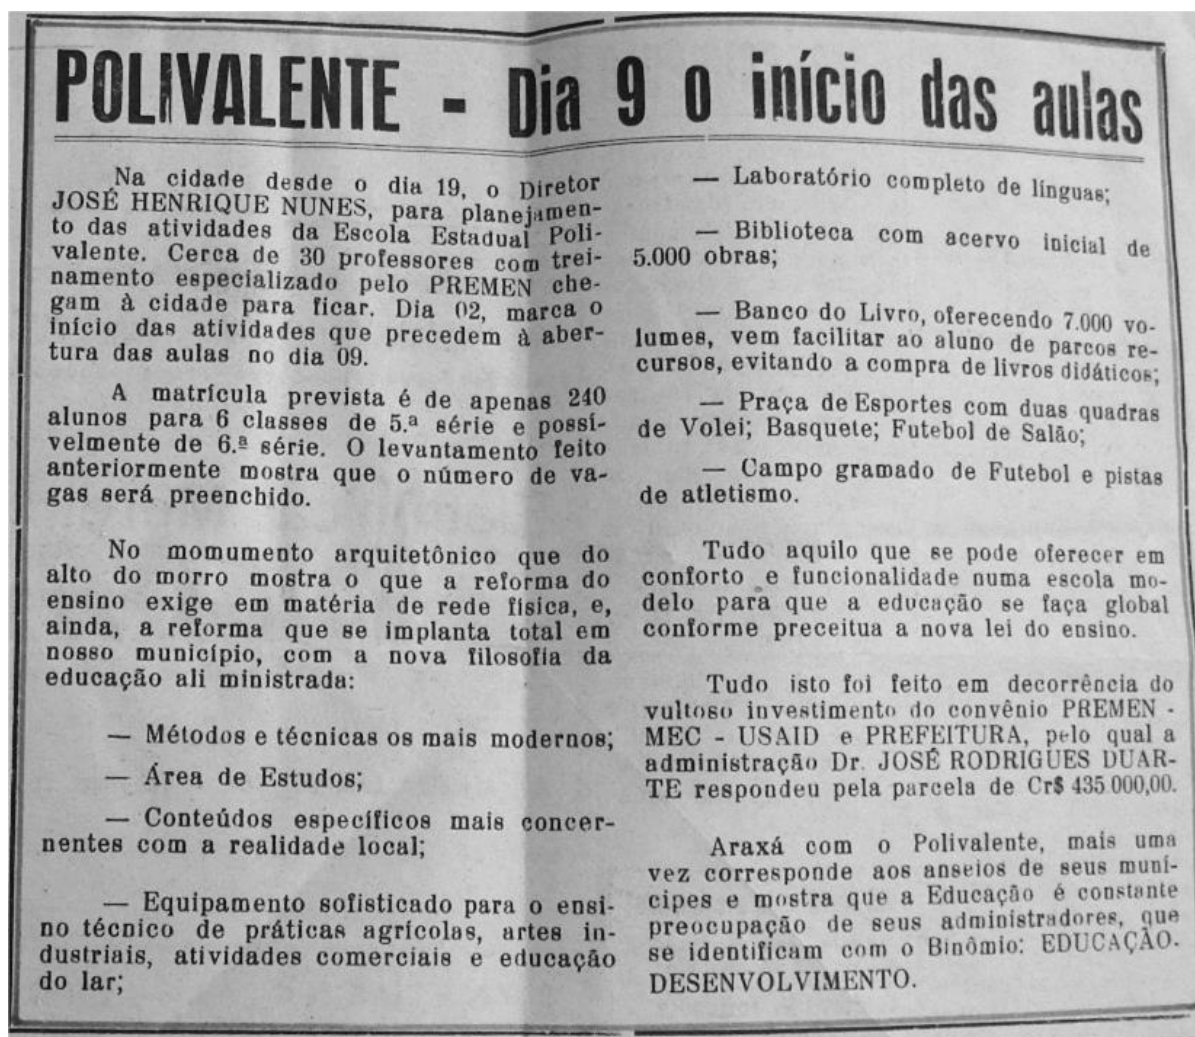 POLIVALENTE - Dia 9 o início das aulas
Na cidade desde o dia 19, o Diretor
JOSÉ HENRIQUE NUNES, para planejamen-
to das atividades da Escola Estadual Poli-
valente. Cerca de 30 professores com trei-
namento especializado pelo PREMEN che-
gam à cidade para ficar. Dia 02, marca o
início das atividades que precedem à aber-
tura das aulas no dia 09.
A matrícula prevista é de apenas 240
alunos para 6 classes de 5.ª série e possí-
velmente de 6.ª série. O levantamento feito
anteriormente mostra que o número de va-
gas será preenchido.
No momumento arquitetônico que do
alto do morro mostra o que a reforma do
ensino exige em matéria de rede física, e,
ainda, a reforma que se implanta total em
nosso município, com a nova filosofia da
educação ali ministrada:
— Métodos e técnicas os mais modernos;
— Área de Estudos;
— Conteúdos específicos mais concer-
nentes com a realidade local;
— Equipamento sofisticado para o ensi-
no técnico de práticas agrícolas, artes in-
dustriais, atividades comerciais e educação
do lar;
— Laboratório completo de línguas;
— Biblioteca com acervo inicial de
5.000 obras;
— Banco do Livro, oferecendo 7.000 vo-
lumes, vem facilitar ao aluno de parcos re-
cursos, evitando a compra de livros didáticos;
— Praça de Esportes com duas quadras
de Volei; Basquete; Futebol de Salão;
— Campo gramado de Futebol e pistas
de atletismo.
Tudo aquilo que se pode oferecer em
conforto e funcionalidade numa escola mo-
delo para que a educação se faça global
conforme preceitua a nova lei do ensino.
Tudo isto foi feito em decorrência do
vultoso investimento do convênio PREMEN -
MEC - USAID e PREFEITURA, pelo qual a
administração Dr. JOSÉ RODRIGUES DUAR-
TE respondeu pela parcela de Cr$ 435 000,00.
Araxá com o Polivalente, mais uma
vez corresponde aos anseios de seus muní-
cipes e mostra que a Educação é constante
preocupação de seus administradores, que
se identificam com o Binômio: EDUCAÇÃO-
DESENVOLVIMENTO.